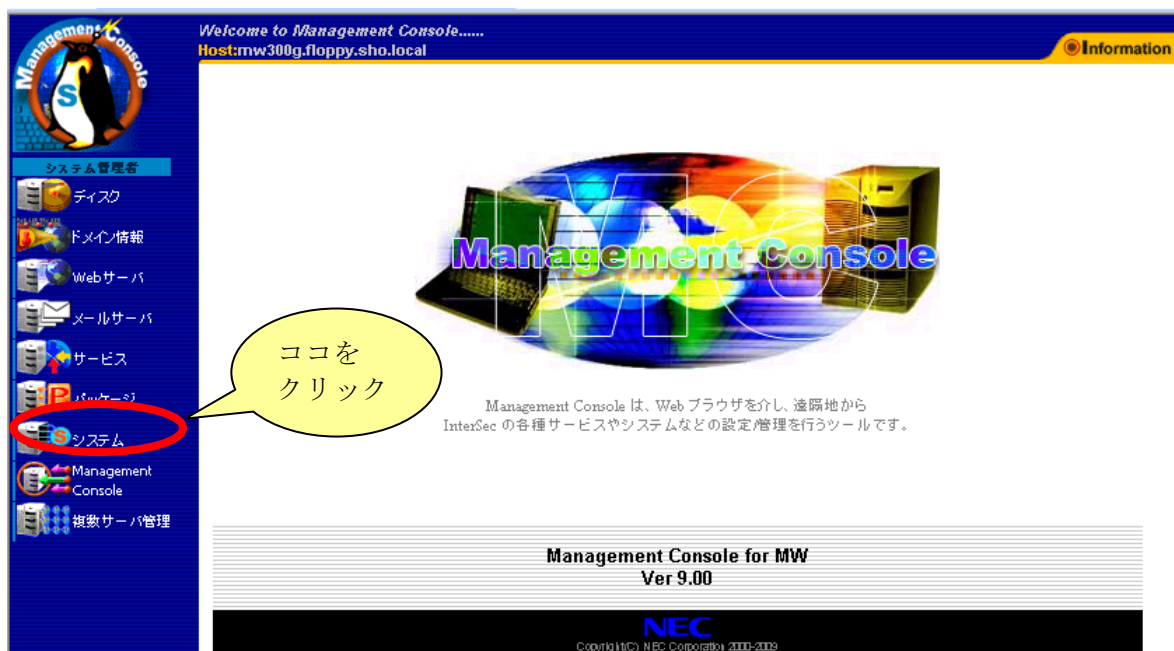 Management Console
S
Welcome to Management Console......
Host:mw300g.floppy.sho.local
Information
システム管理者
ディスク
ドメイン情報
Webサーバ
メールサーバ
サービス
パッケージ
システム
Management
Console
複数サーバ管理
ココを
クリック
MC
Management Console
Management Console は、Web ブラウザを介し、遠隔地から
InterSec の各種サービスやシステムなどの設定/管理を行うツールです。
Management Console for MW
Ver 9.00
NEC
Copyright(C) NEC Corporation 2000-2009